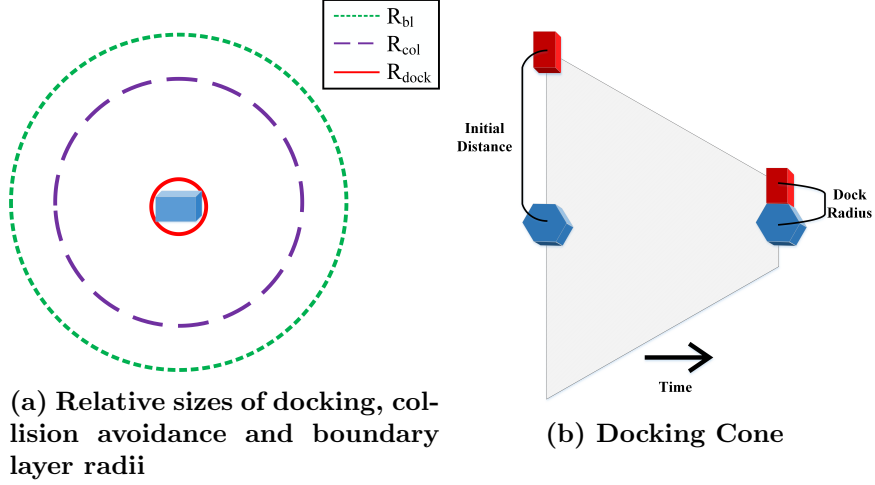 R_bl
R_col
R_dock
(a) Relative sizes of docking, col-
lision avoidance and boundary
layer radii
Initial
Distance
Dock
Radius
Time
(b) Docking Cone